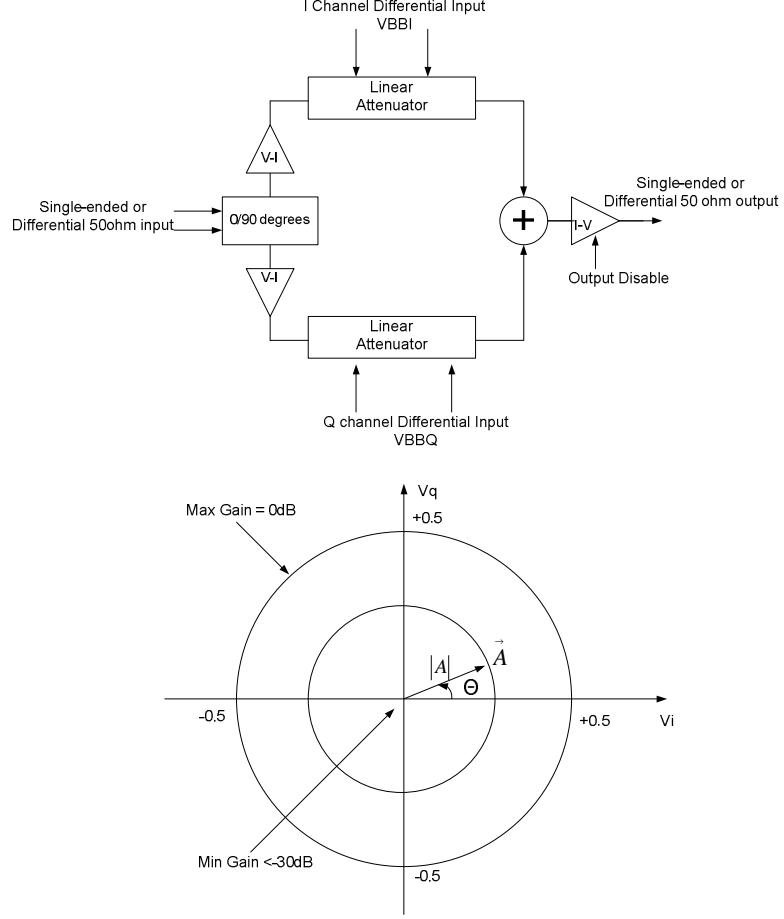 I Channel Differential Input
VBBI
Linear
Attenuator
V-I
Single-ended or
Differential 50ohm input
0/90 degrees
+
I-V
Single-ended or
Differential 50 ohm output
Output Disable
V-I
Linear
Attenuator
Q channel Differential Input
VBBQ
Vq
Max Gain = 0dB
+0.5
|A|
A
Θ
-0.5
+0.5
Vi
Min Gain <-30dB
-0.5